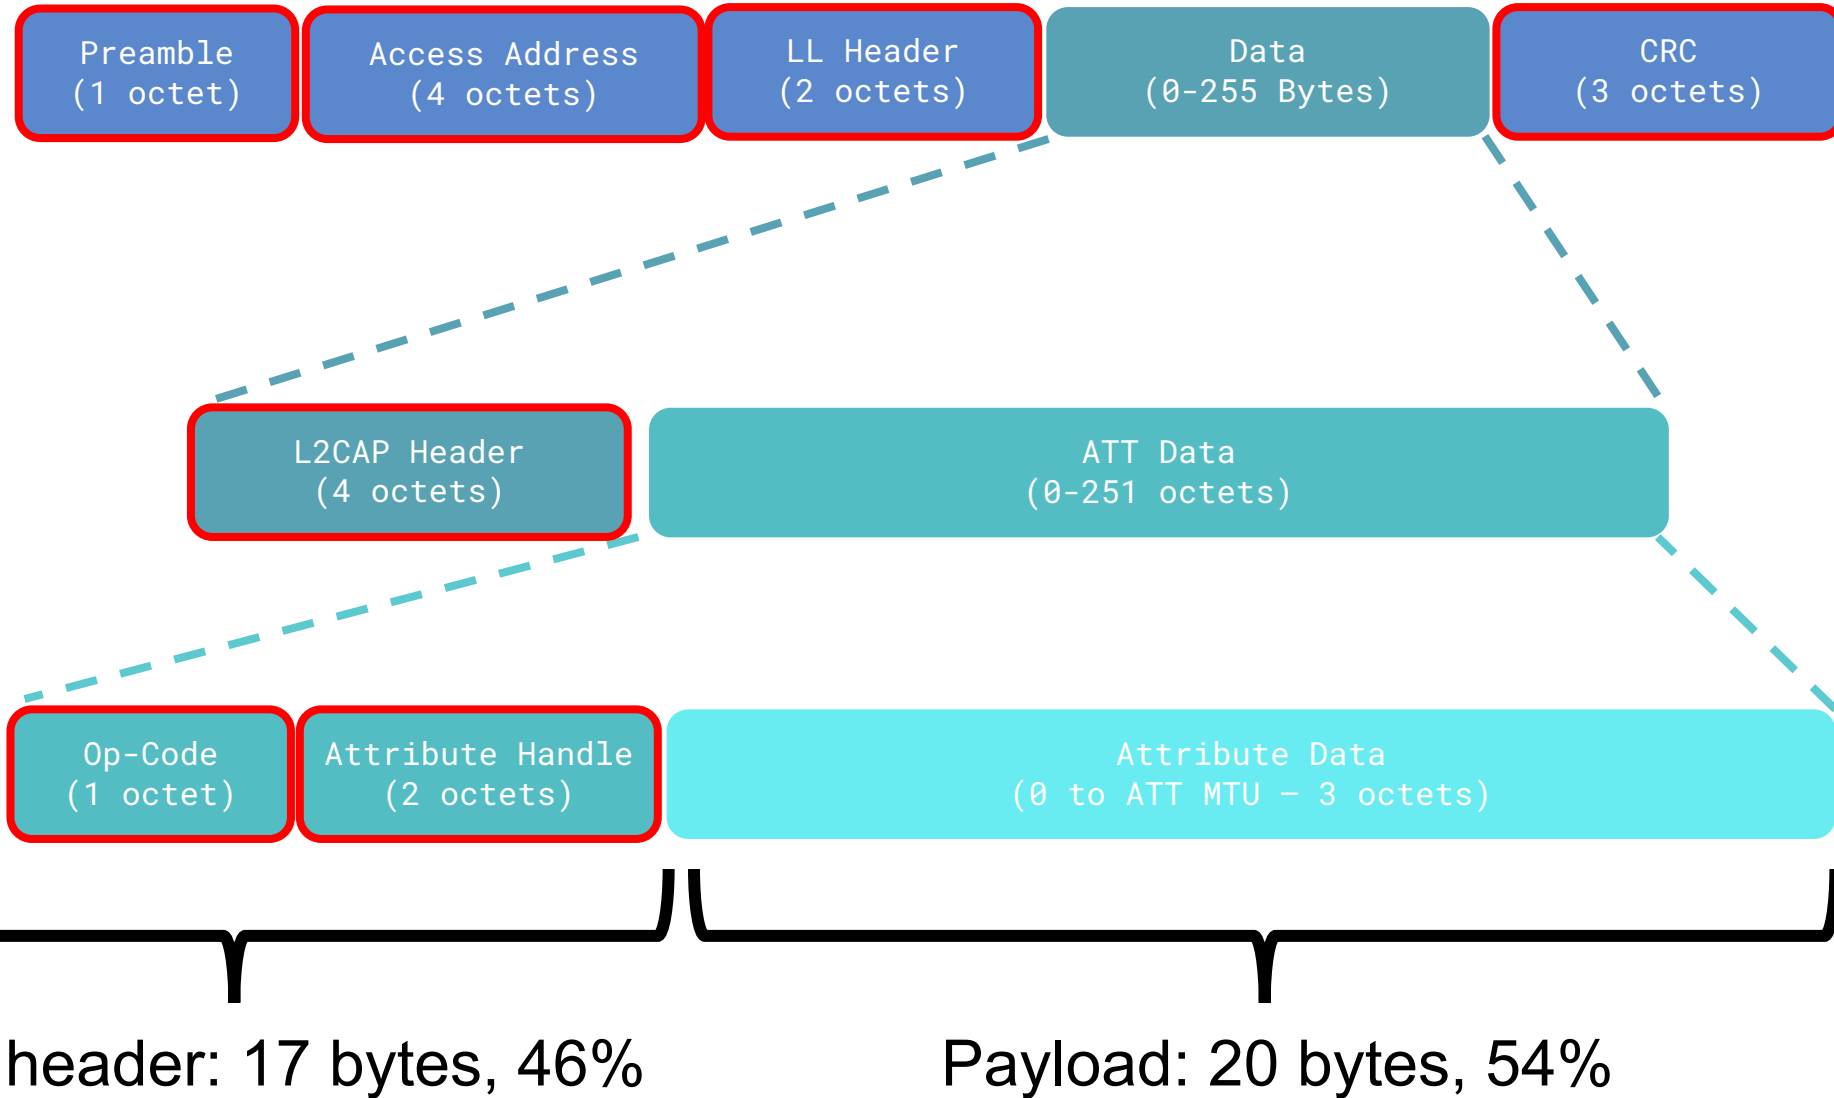 Preamble
(1 octet)
Access Address
(4 octets)
LL Header
(2 octets)
Data
(0-255 Bytes)
CRC
(3 octets)
L2CAP Header
(4 octets)
ATT Data
(0-251 octets)
Op-Code
(1 octet)
Attribute Handle
(2 octets)
Attribute Data
(0 to ATT MTU – 3 octets)
header: 17 bytes, 46%
Payload: 20 bytes, 54%